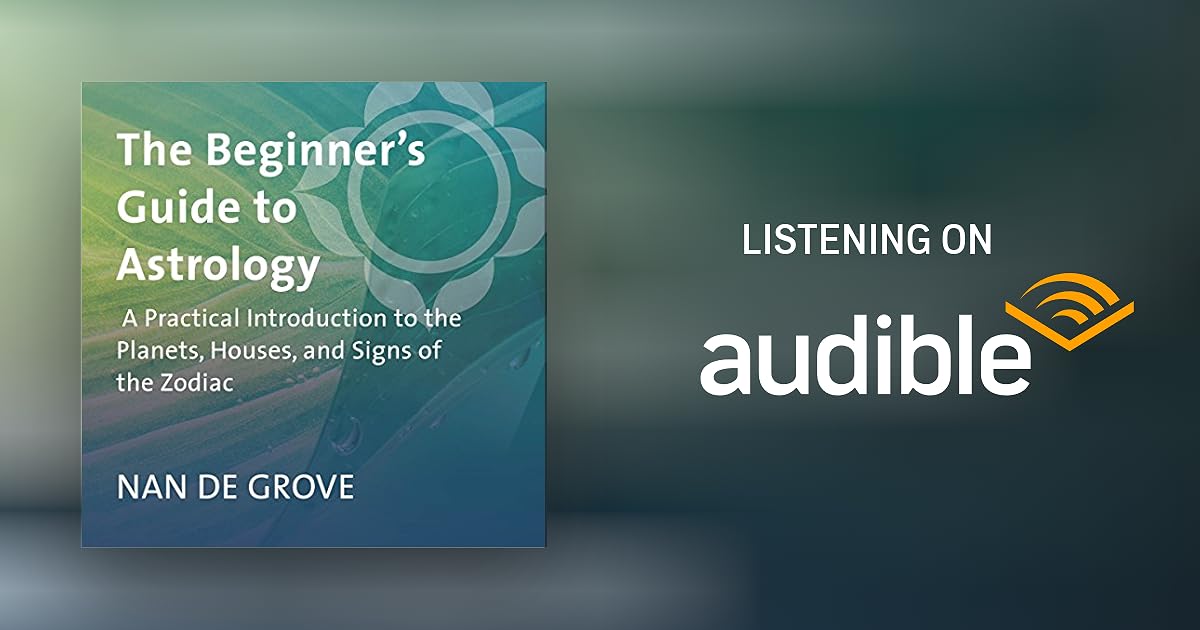 The Beginner’s
Guide to
Astrology
A Practical Introduction to the
Planets, Houses, and Signs of
the Zodiac
NAN DE GROVE
LISTENING ON
audible